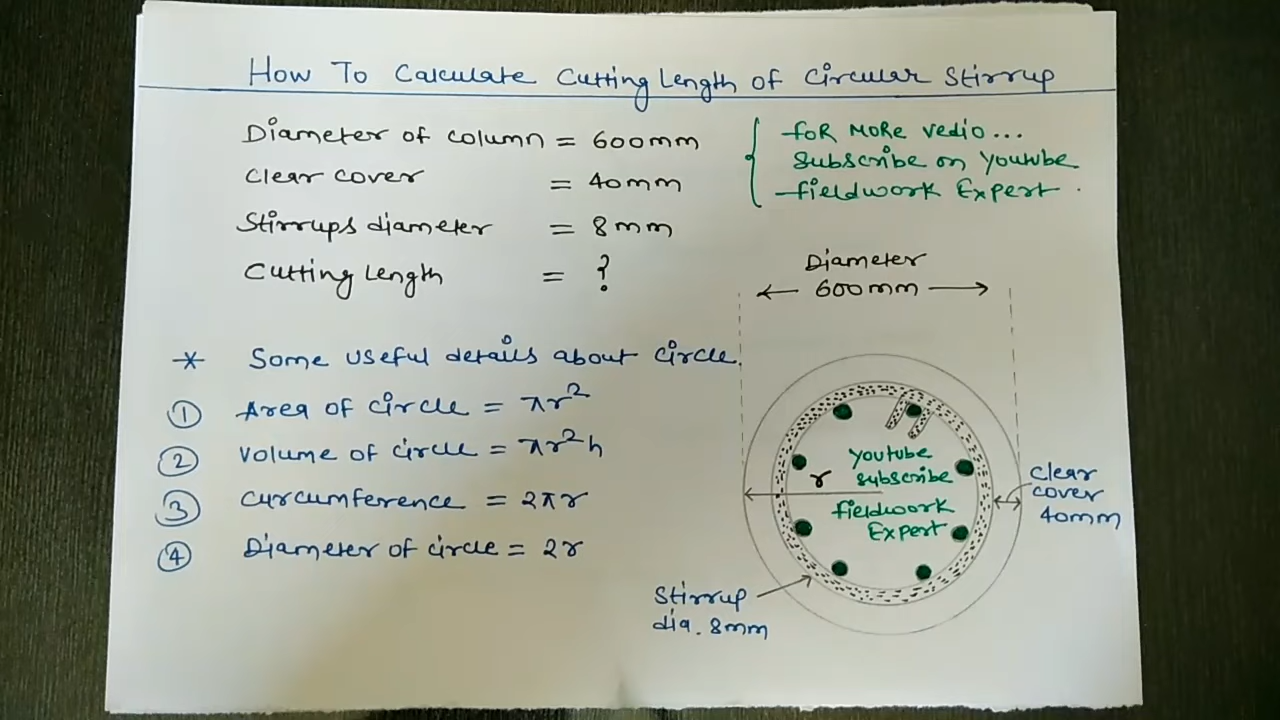 How To Calculate Cutting Length of Circular Stirrup
Diameter of column = 600mm
Clear cover = 40mm
Stirrups diameter = 8mm
Cutting Length = ?
for more vedio...
subscribe on youtube
fieldwork Expert.
* Some useful details about circle.
① Area of circle = πr²
② Volume of circle = πr²h
③ Curcumference = 2πr
④ Diameter of circle = 2r
Diameter
600mm
youtube
subscribe
r
fieldwork
Expert
clear
cover
40mm
Stirrup
dia. 8mm